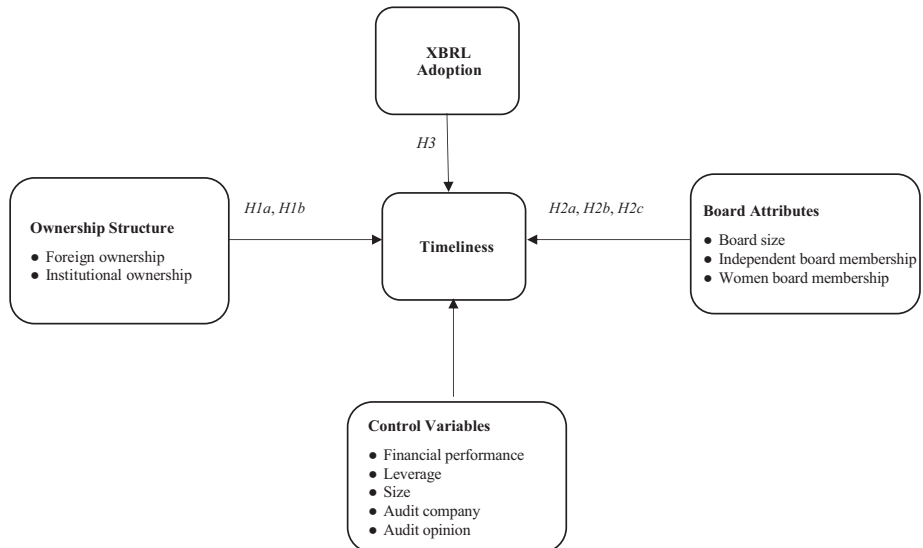 XBRL
Adoption
H3
Ownership Structure
● Foreign ownership
● Institutional ownership
H1a, H1b
Timeliness
H2a, H2b, H2c
Board Attributes
● Board size
● Independent board membership
● Women board membership
Control Variables
● Financial performance
● Leverage
● Size
● Audit company
● Audit opinion